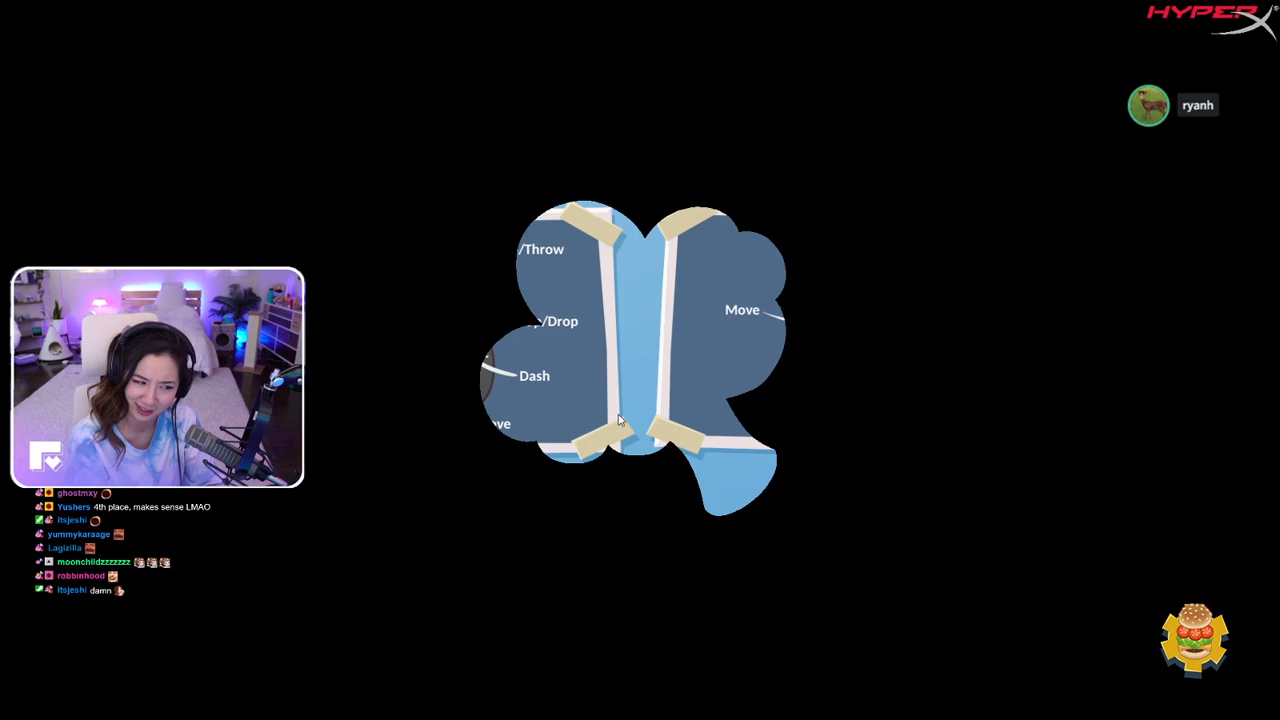 HYPERX
ryanh
/Throw
p/Drop
Dash
ve
Move
ghostmxy
Yushers 4th place, makes sense LMAO
itsjeshi
yummykaraage
Lagizilla
moonchildzzzzzzz
robbinhood
itsjeshi damn